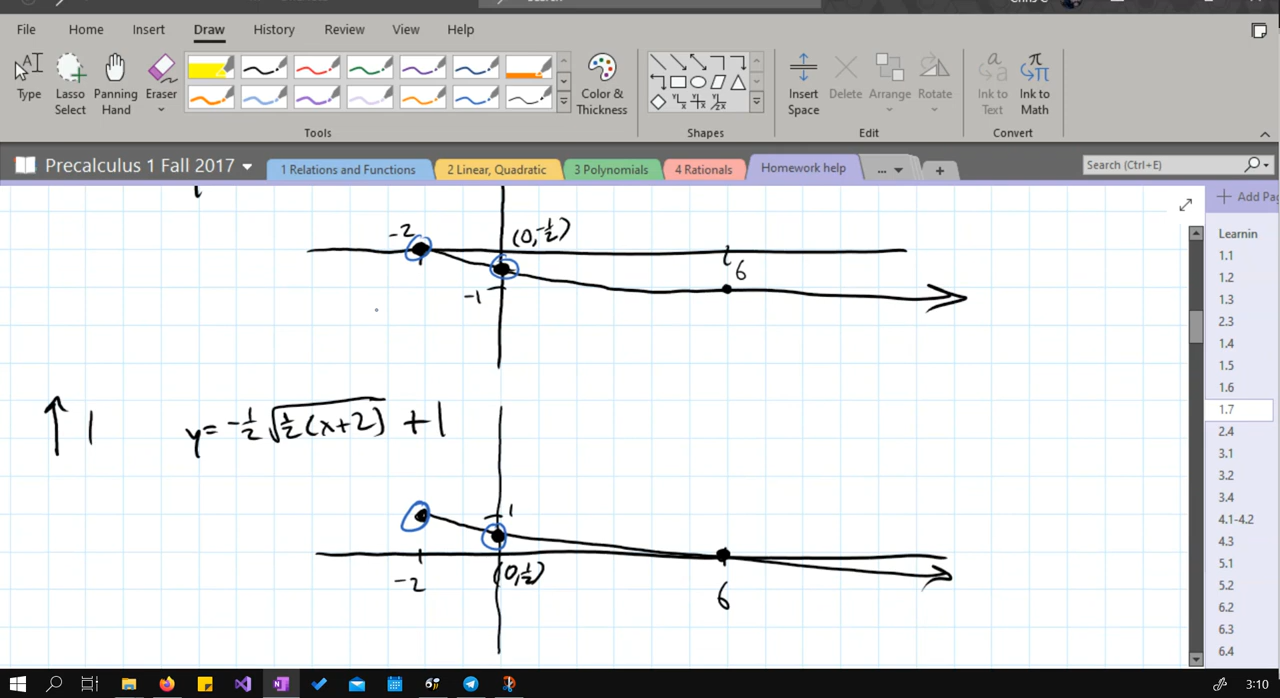 File Home Insert Draw History Review View Help
Type
Lasso Select
Panning Hand
Eraser
Color & Thickness
Insert Space
Delete
Arrange
Rotate
Ink to Text
Ink to Math
Tools
Shapes
Edit
Convert
Precalculus 1 Fall 2017
1 Relations and Functions
2 Linear, Quadratic
3 Polynomials
4 Rationals
Homework help
...
Search (Ctrl+E)
Add Pag
Learnin
1.1
1.2
1.3
2.3
1.4
1.5
1.6
1.7
2.4
3.1
3.2
3.4
4.1-4.2
4.3
5.1
5.2
6.2
6.3
6.4
-2
(0,-½)
6
-1
↑ 1
y=-½√(½(x+2)) +1
1
-2
(0,½)
6
3:10